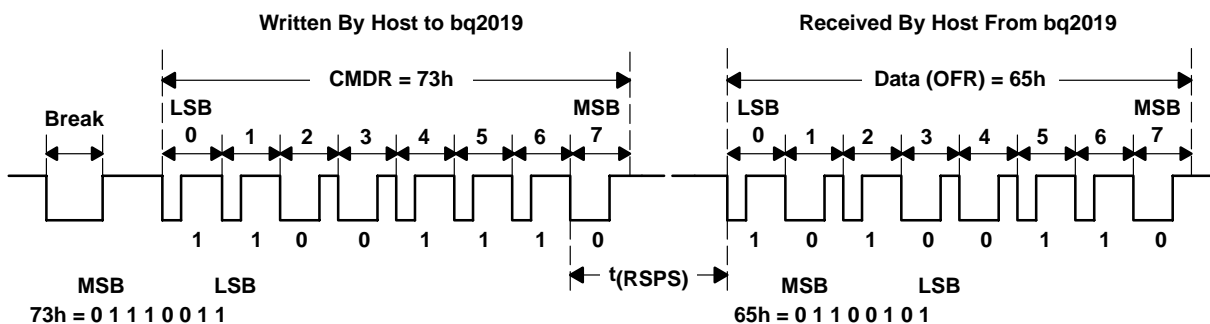 Written By Host to bq2019
Received By Host From bq2019
CMDR = 73h
Data (OFR) = 65h
Break
LSB
MSB
LSB
MSB
0 1 2 3 4 5 6 7
0 1 2 3 4 5 6 7
1 1 0 0 1 1 1 0
1 0 1 0 0 1 1 0
t(RSPS)
MSB LSB
MSB LSB
73h = 0 1 1 1 0 0 1 1
65h = 0 1 1 0 0 1 0 1